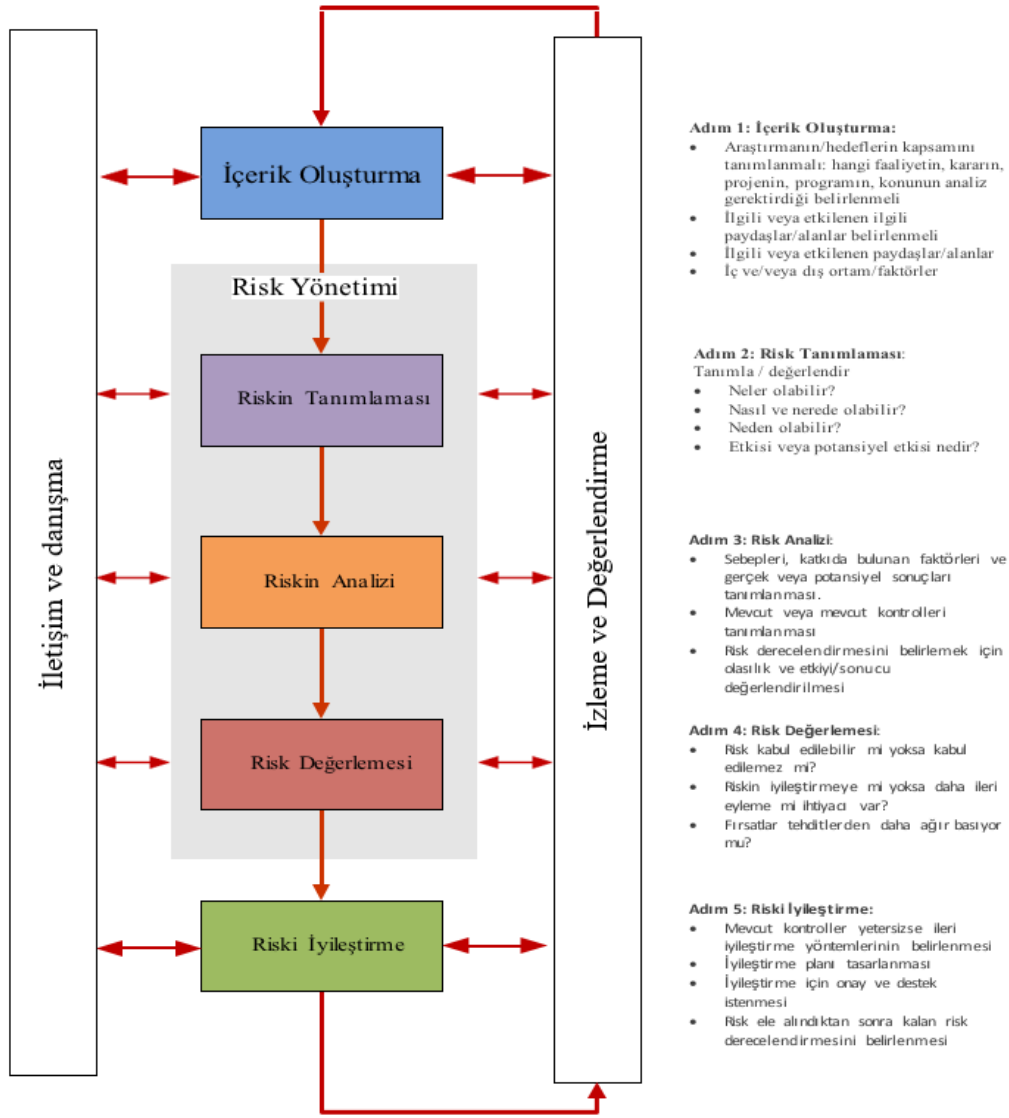 İletişim ve danışma
İçerik Oluşturma
Risk Yönetimi
Riskin Tanımlaması
Riskin Analizi
Risk Değerlemesi
Riski İyileştirme
İzleme ve Değerlendirme
Adım 1: İçerik Oluşturma:
• Araştırmanın/hedeflerin kapsamını
tanımlanmalı: hangi faaliyetin, kararın,
projenin, programın, konunun analiz
gerektirdiği belirlenmeli
• İlgili veya etkilenen ilgili
paydaşlar/alanlar belirlenmeli
• İlgili veya etkilenen paydaşlar/alanlar
• İç ve/veya dış ortam/faktörler
Adım 2: Risk Tanımlaması:
Tanımla / değerlendir
• Neler olabilir?
• Nasıl ve nerede olabilir?
• Neden olabilir?
• Etkisi veya potansiyel etkisi nedir?
Adım 3: Risk Analizi:
• Sebepleri, katkıda bulunan faktörleri ve
gerçek veya potansiyel sonuçları
tanımlanması.
• Mevcut veya mevcut kontrolleri
tanımlanması
• Risk derecelendirmesini belirlemek için
olasılık ve etkiyi/sonucu
değerlendirilmesi
Adım 4: Risk Değerlemesi:
• Risk kabul edilebilir mi yoksa kabul
edilemez mi?
• Riskin iyileştirmeye mi yoksa daha ileri
eyleme mi ihtiyacı var?
• Fırsatlar tehditlerden daha ağır basıyor
mu?
Adım 5: Riski İyileştirme:
• Mevcut kontroller yetersizse ileri
iyileştirme yöntemlerinin belirlenmesi
• İyileştirme planı tasarlanması
• İyileştirme için onay ve destek
istenmesi
• Risk ele alındıktan sonra kalan risk
derecelendirmesini belirlenmesi